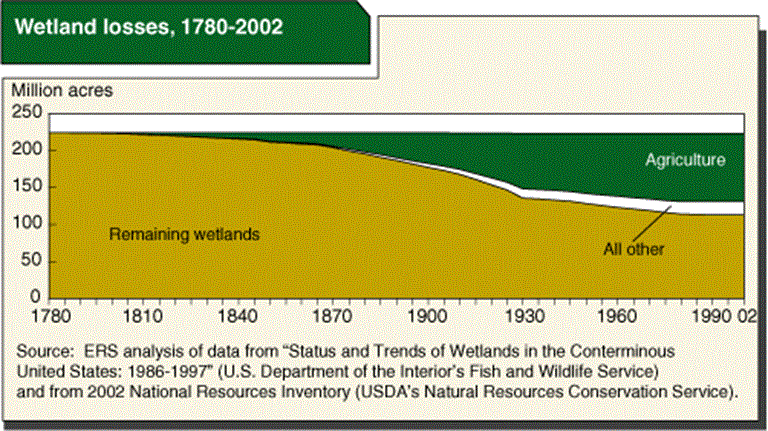 Wetland losses, 1780-2002
Million acres
250
200
150
100
50
0
Agriculture
Remaining wetlands
All other
1780 1810 1840 1870 1900 1930 1960 1990 02
Source: ERS analysis of data from “Status and Trends of Wetlands in the Conterminous
United States: 1986-1997” (U.S. Department of the Interior's Fish and Wildlife Service)
and from 2002 National Resources Inventory (USDA's Natural Resources Conservation Service).